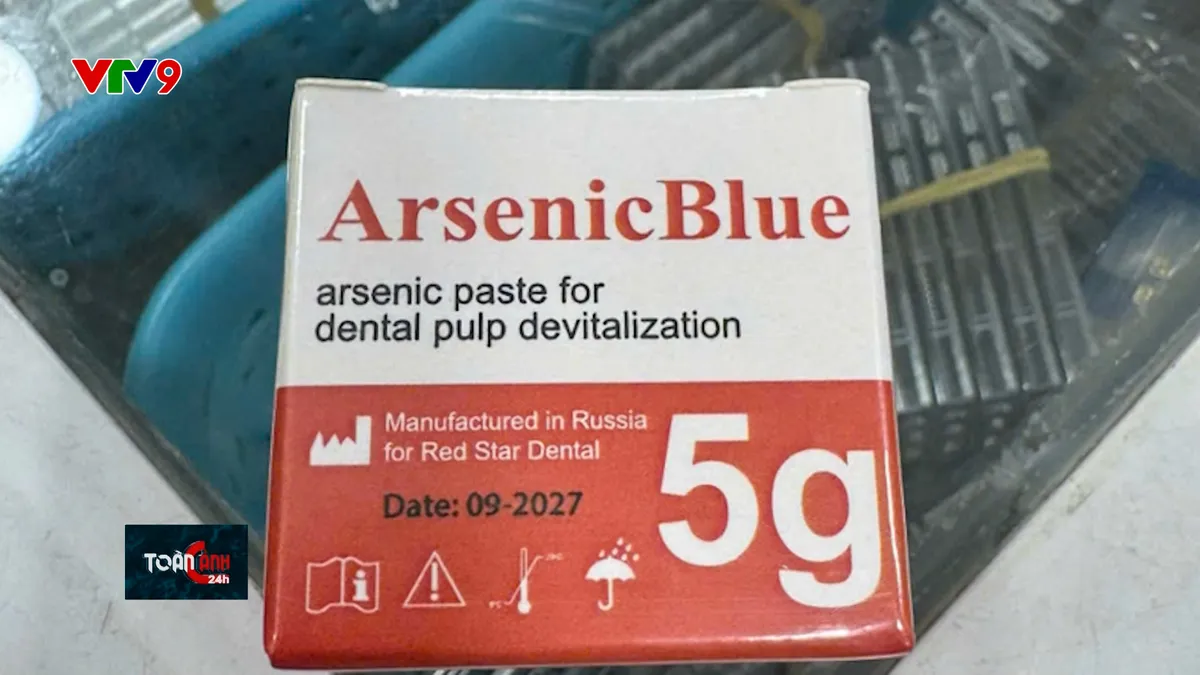 VTV9
ArsenicBlue
arsenic paste for
dental pulp devitalization
Manufactured in Russia
for Red Star Dental
5g
Date: 09-2027
TOÀN CẢNH
24h